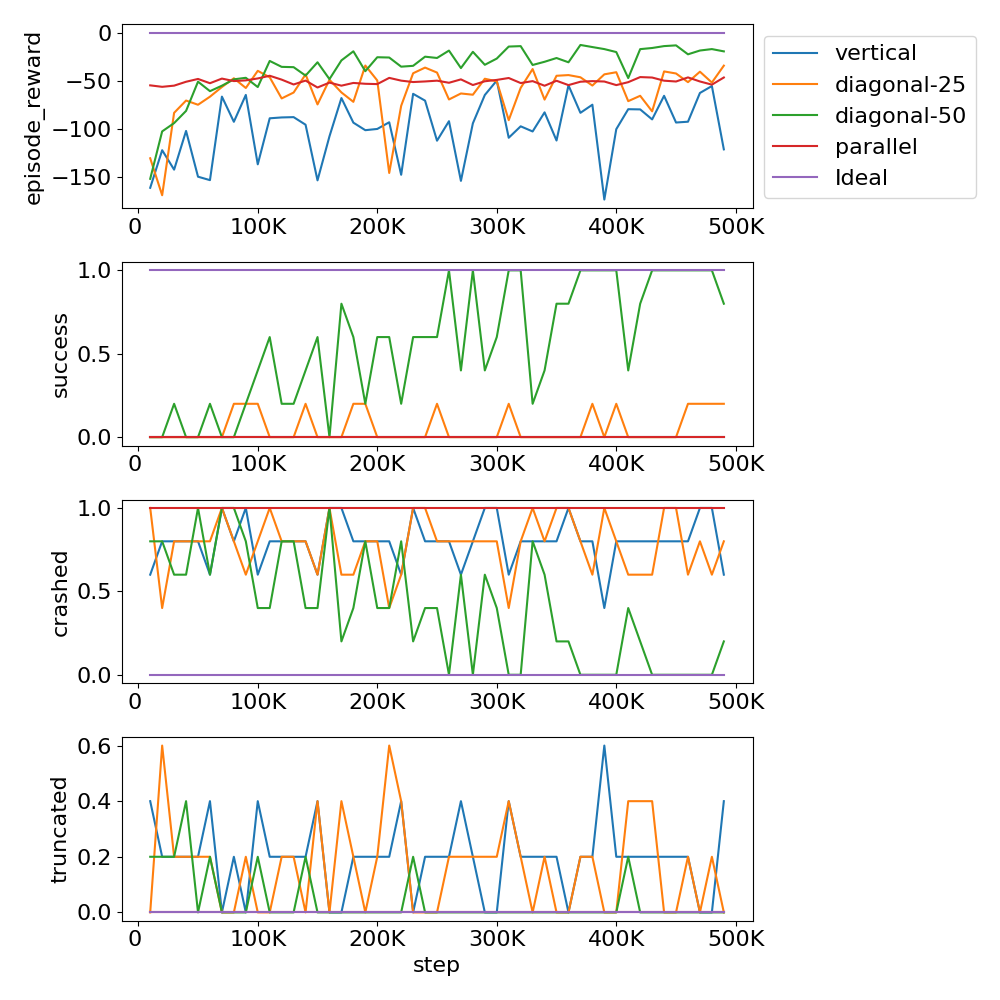 episode_reward
0
−50
−100
−150
0 100K 200K 300K 400K 500K
vertical
diagonal-25
diagonal-50
parallel
Ideal
success
1.0
0.5
0.0
0 100K 200K 300K 400K 500K
crashed
1.0
0.5
0.0
0 100K 200K 300K 400K 500K
truncated
0.6
0.4
0.2
0.0
0 100K 200K 300K 400K 500K
step